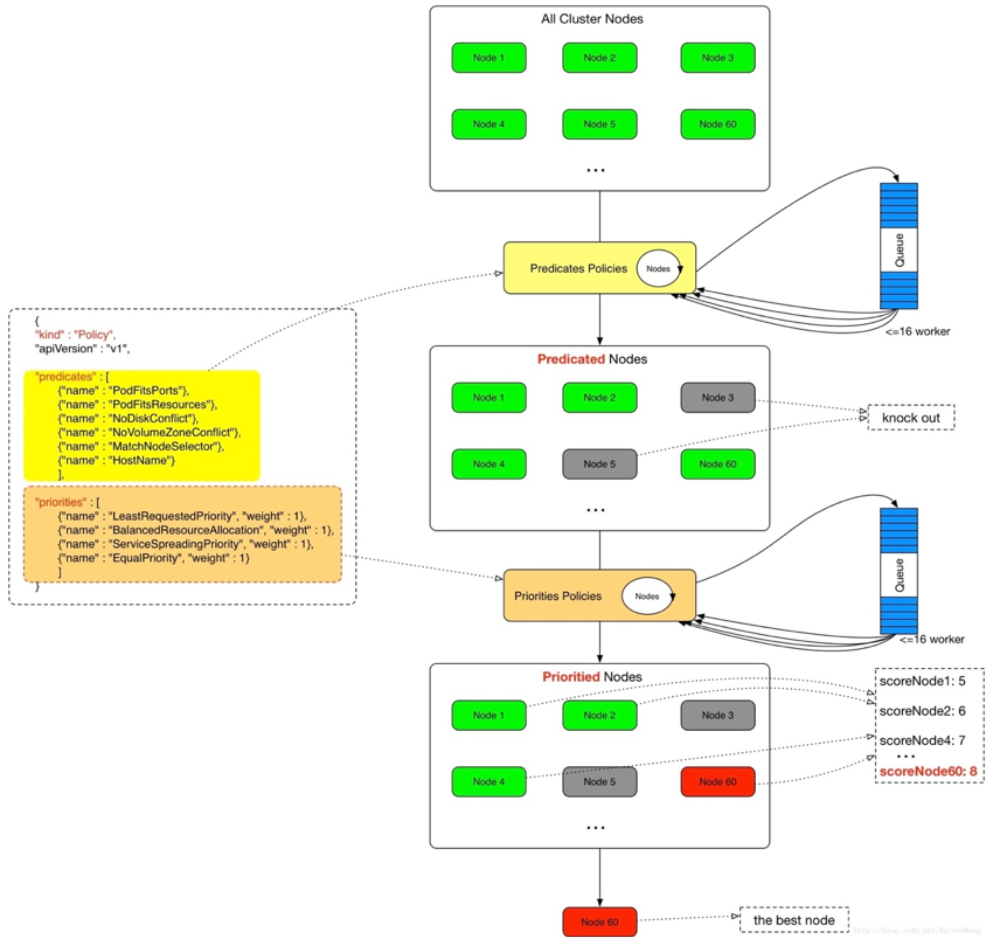 All Cluster Nodes
Node 1
Node 2
Node 3
Node 4
Node 5
Node 60
...
Queue
Predicates Policies
Nodes
<=16 worker
{
"kind" : "Policy",
"apiVersion" : "v1",
"predicates" : [
{"name" : "PodFitsPorts"},
{"name" : "PodFitsResources"},
{"name" : "NoDiskConflict"},
{"name" : "NoVolumeZoneConflict"},
{"name" : "MatchNodeSelector"},
{"name" : "HostName"}
],
"priorities" : [
{"name" : "LeastRequestedPriority", "weight" : 1},
{"name" : "BalancedResourceAllocation", "weight" : 1},
{"name" : "ServiceSpreadingPriority", "weight" : 1},
{"name" : "EqualPriority", "weight" : 1}
]
}
Predicated Nodes
Node 1
Node 2
Node 3
knock out
Node 4
Node 5
Node 60
...
Queue
Priorities Policies
Nodes
<=16 worker
Prioritied Nodes
Node 1
Node 2
Node 3
Node 4
Node 5
Node 60
...
scoreNode1: 5
scoreNode2: 6
scoreNode4: 7
...
scoreNode60: 8
Node 60
the best node